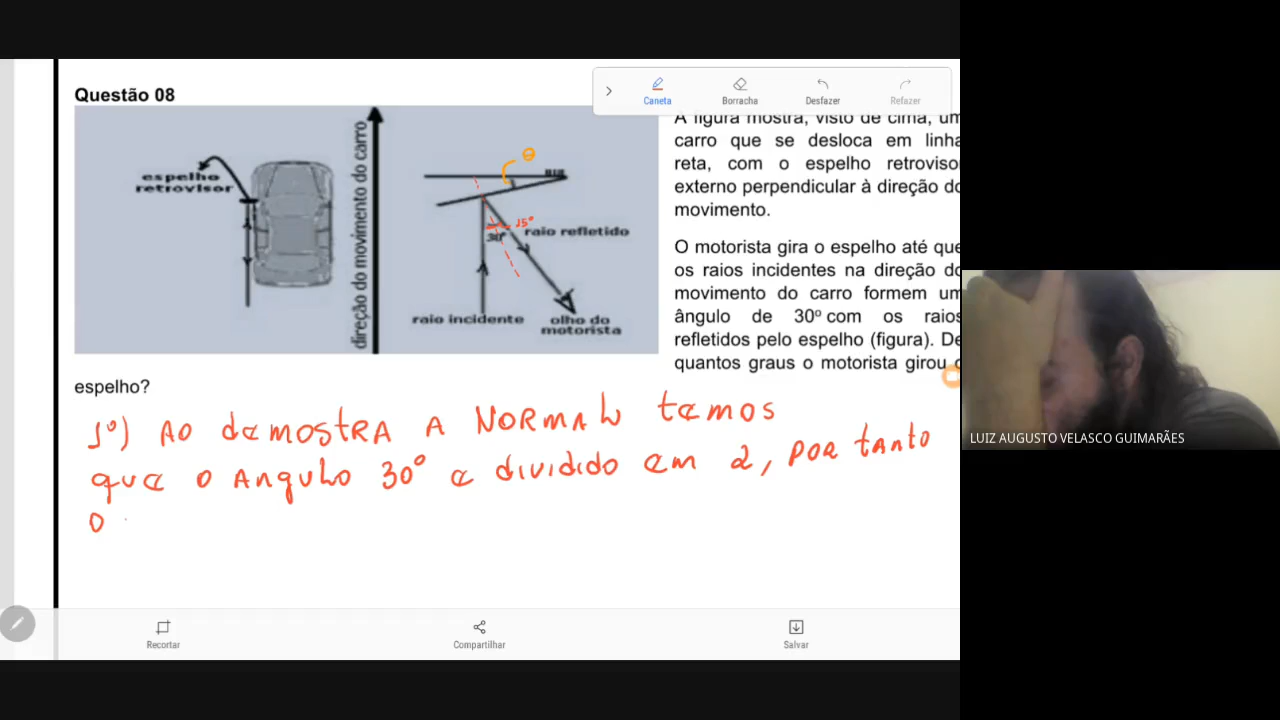 Questão 08
Caneta
Borracha
Desfazer
Refazer
A figura mostra, visto de cima, um
carro que se desloca em linha
reta, com o espelho retrovisor
externo perpendicular à direção do
movimento.
O motorista gira o espelho até que
os raios incidentes na direção do
movimento do carro formem um
ângulo de 30º com os raios
refletidos pelo espelho (figura). De
quantos graus o motorista girou o
espelho?
espelho
retrovisor
direção do movimento do carro
θ
15°
30°
raio refletido
raio incidente
olho do
motorista
1º) AO demostrA A NORMAL temos
que o Angulo 30° e dividido em 2, por tanto
O
LUIZ AUGUSTO VELASCO GUIMARÃES
Recortar
Compartilhar
Salvar